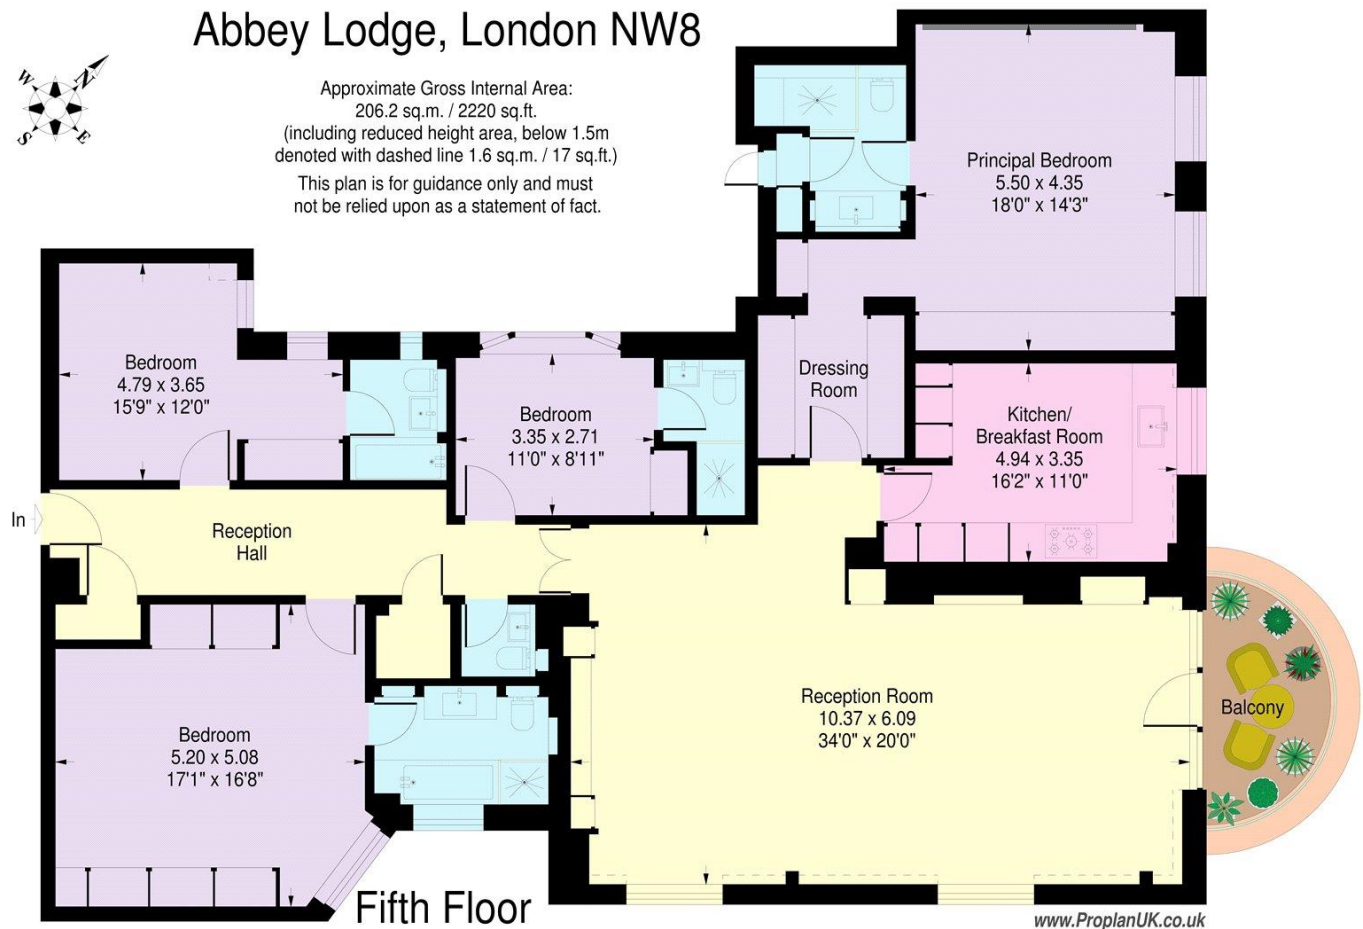 Abbey Lodge, London NW8
N
W
S
E
Approximate Gross Internal Area:
206.2 sq.m. / 2220 sq.ft.
(including reduced height area, below 1.5m
denoted with dashed line 1.6 sq.m. / 17 sq.ft.)
This plan is for guidance only and must
not be relied upon as a statement of fact.
Principal Bedroom
5.50 x 4.35
18'0" x 14'3"
Bedroom
4.79 x 3.65
15'9" x 12'0"
Bedroom
3.35 x 2.71
11'0" x 8'11"
Dressing
Room
Kitchen/
Breakfast Room
4.94 x 3.35
16'2" x 11'0"
In
Reception
Hall
Bedroom
5.20 x 5.08
17'1" x 16'8"
Reception Room
10.37 x 6.09
34'0" x 20'0"
Balcony
Fifth Floor
www.ProplanUK.co.uk